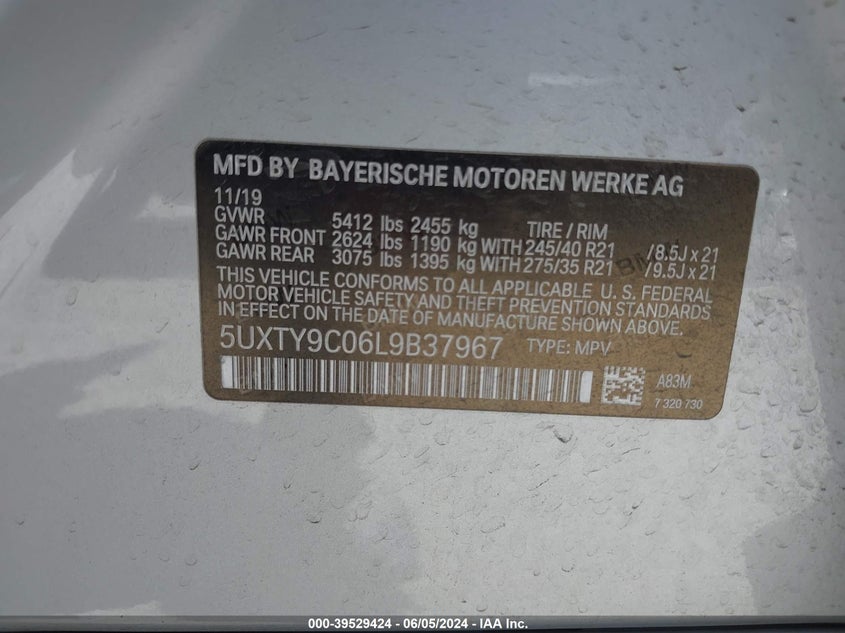 MFD BY BAYERISCHE MOTOREN WERKE AG
11/19
GVWR 5412 lbs 2455 kg TIRE / RIM
GAWR FRONT 2624 lbs 1190 kg WITH 245/40 R21 /8.5J x 21
GAWR REAR 3075 lbs 1395 kg WITH 275/35 R21 /9.5J x 21
THIS VEHICLE CONFORMS TO ALL APPLICABLE U. S. FEDERAL
MOTOR VEHICLE SAFETY AND THEFT PREVENTION STANDARDS
IN EFFECT ON THE DATE OF MANUFACTURE SHOWN ABOVE.
5UXTY9C06L9B37967 TYPE: MPV
A83M
7 320 730
000-39529424 - 06/05/2024 - IAA Inc.